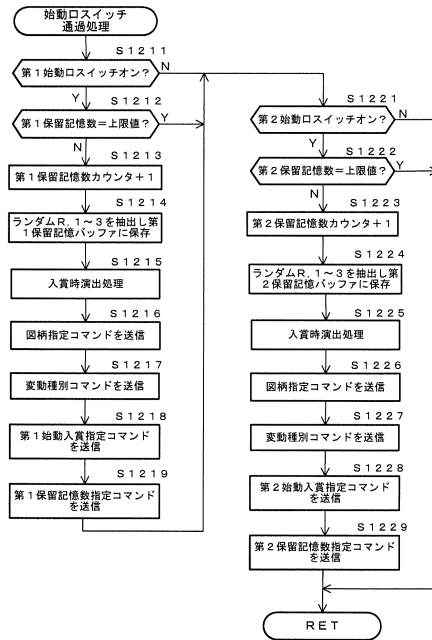 始動口スイッチ
通過処理
S1211
第1始動口スイッチオン?
N
Y
S1212
第1保留記憶数=上限値?
Y
N
S1213
第1保留記憶数カウンタ+1
S1214
ランダムR,1~3を抽出し第
1保留記憶バッファに保存
S1215
入賞時演出処理
S1216
図柄指定コマンドを送信
S1217
変動種別コマンドを送信
S1218
第1始動入賞指定コマンド
を送信
S1219
第1保留記憶数指定コマンド
を送信
S1221
第2始動口スイッチオン?
N
Y
S1222
第2保留記憶数=上限値?
Y
N
S1223
第2保留記憶数カウンタ+1
S1224
ランダムR,1~3を抽出し第
2保留記憶バッファに保存
S1225
入賞時演出処理
S1226
図柄指定コマンドを送信
S1227
変動種別コマンドを送信
S1228
第2始動入賞指定コマンド
を送信
S1229
第2保留記憶数指定コマンド
を送信
RET